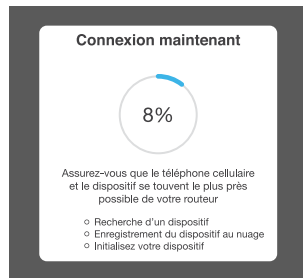 Connexion maintenant
8%
Assurez-vous que le téléphone cellulaire
et le dispositif se touvent le plus près
possible de votre routeur
Recherche d'un dispositif
Enregistrement du dispositif au nuage
Initialisez votre dispositif